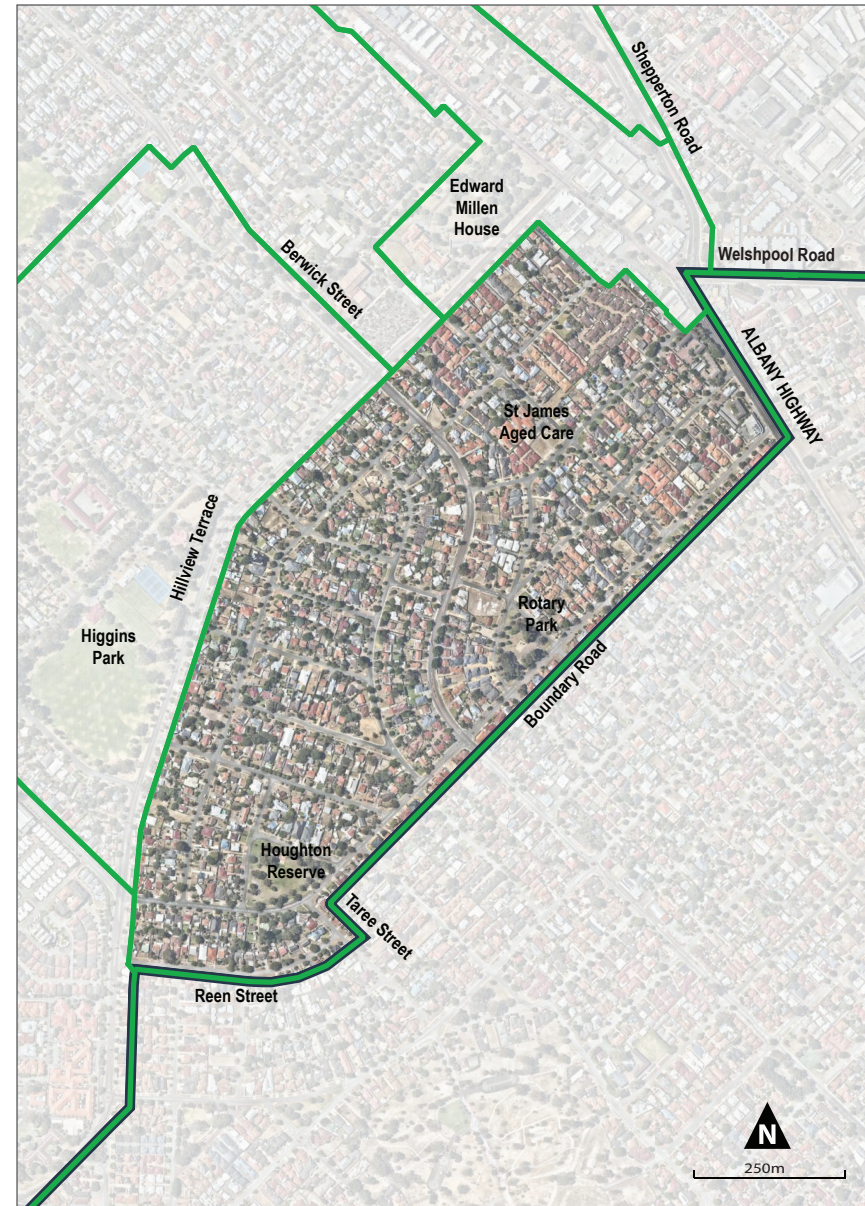 Shepperton Road
Edward
Millen
House
Welshpool Road
Berwick Street
ALBANY HIGHWAY
St James
Aged Care
Hillview Terrace
Rotary
Park
Higgins
Park
Boundary Road
Houghton
Reserve
Taree Street
Reen Street
N
250m